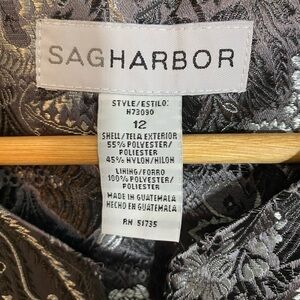 SAGHARBOR
STYLE/ESTILO:
H73090
12
SHELL/TELA EXTERIOR
55% POLYESTER/
POLIESTER
45% NYLON/NILON
LINING/FORRO
100% POLYESTER/
POLIESTER
MADE IN GUATEMALA
HECHO EN GUATEMALA
RN 51735